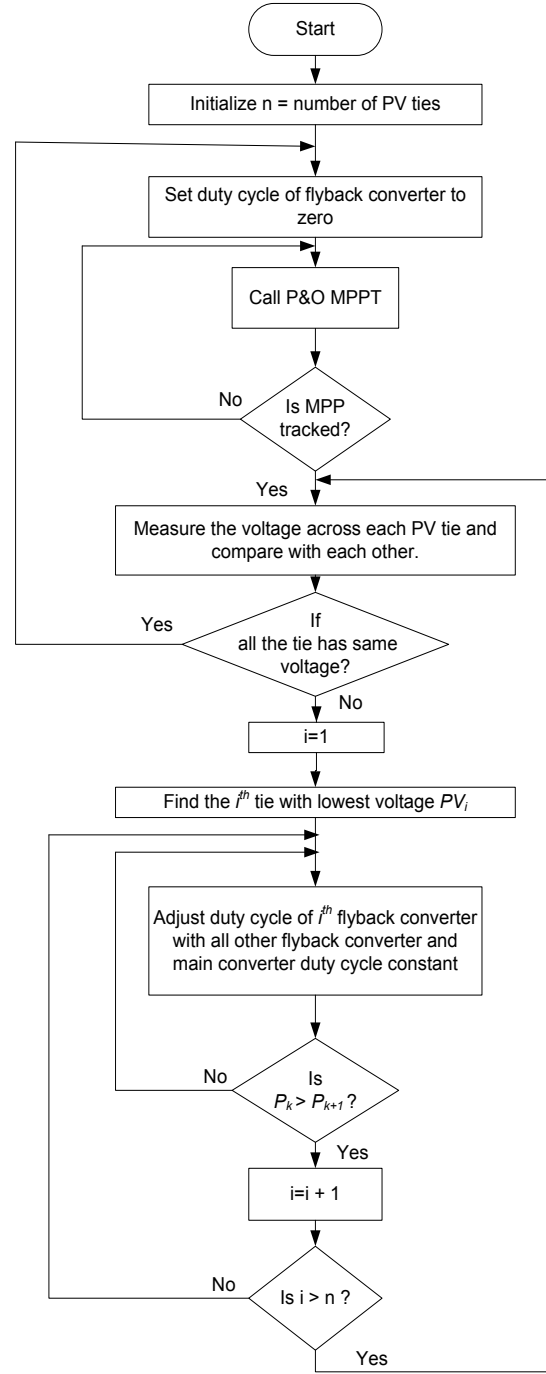 Start
Initialize n = number of PV ties
Set duty cycle of flyback converter to
zero
Call P&O MPPT
No
Is MPP
tracked?
Yes
Measure the voltage across each PV tie and
compare with each other.
Yes
If
all the tie has same
voltage?
No
i=1
Find the iᵗʰ tie with lowest voltage PVᵢ
Adjust duty cycle of iᵗʰ flyback converter
with all other flyback converter and
main converter duty cycle constant
No
Is
Pₖ > Pₖ₊₁ ?
Yes
i=i + 1
No
Is i > n ?
Yes